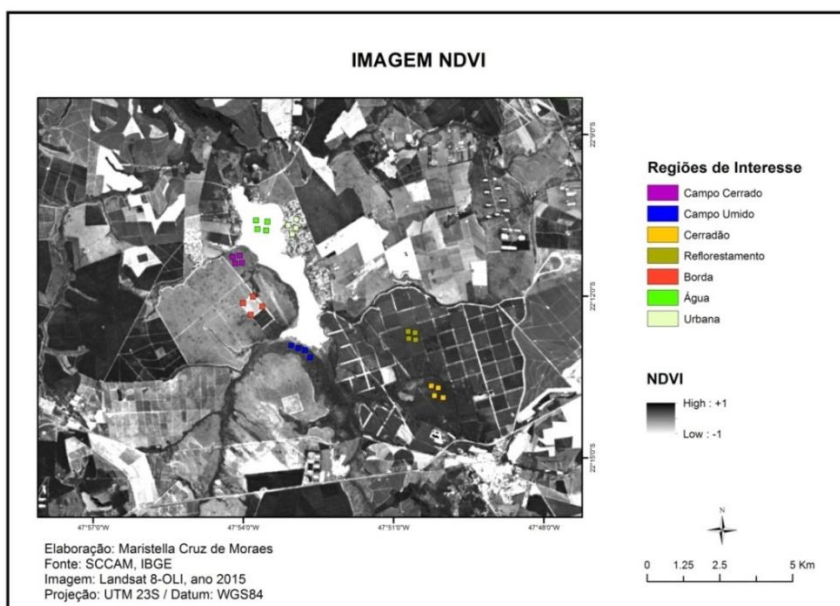 IMAGEM NDVI
22°9'0"S
22°12'0"S
22°15'0"S
47°57'0"W
47°54'0"W
47°51'0"W
47°48'0"W
Regiões de Interesse
Campo Cerrado
Campo Umido
Cerradão
Reflorestamento
Borda
Água
Urbana
NDVI
High : +1
Low : -1
N
0 1.25 2.5 5 Km
Elaboração: Maristella Cruz de Moraes
Fonte: SCCAM, IBGE
Imagem: Landsat 8-OLI, ano 2015
Projeção: UTM 23S / Datum: WGS84